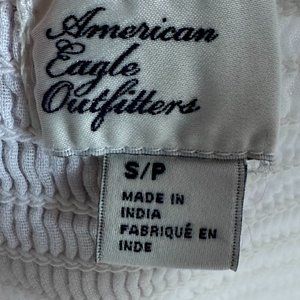 American
Eagle
Outfitters
S/P
MADE IN
INDIA
FABRIQUÉ EN
INDE